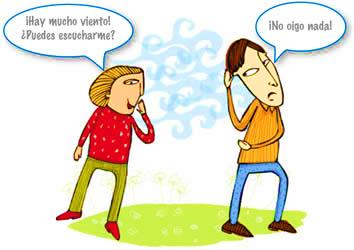 ¡Hay mucho viento!
¿Puedes escucharme?
¡No oigo nada!